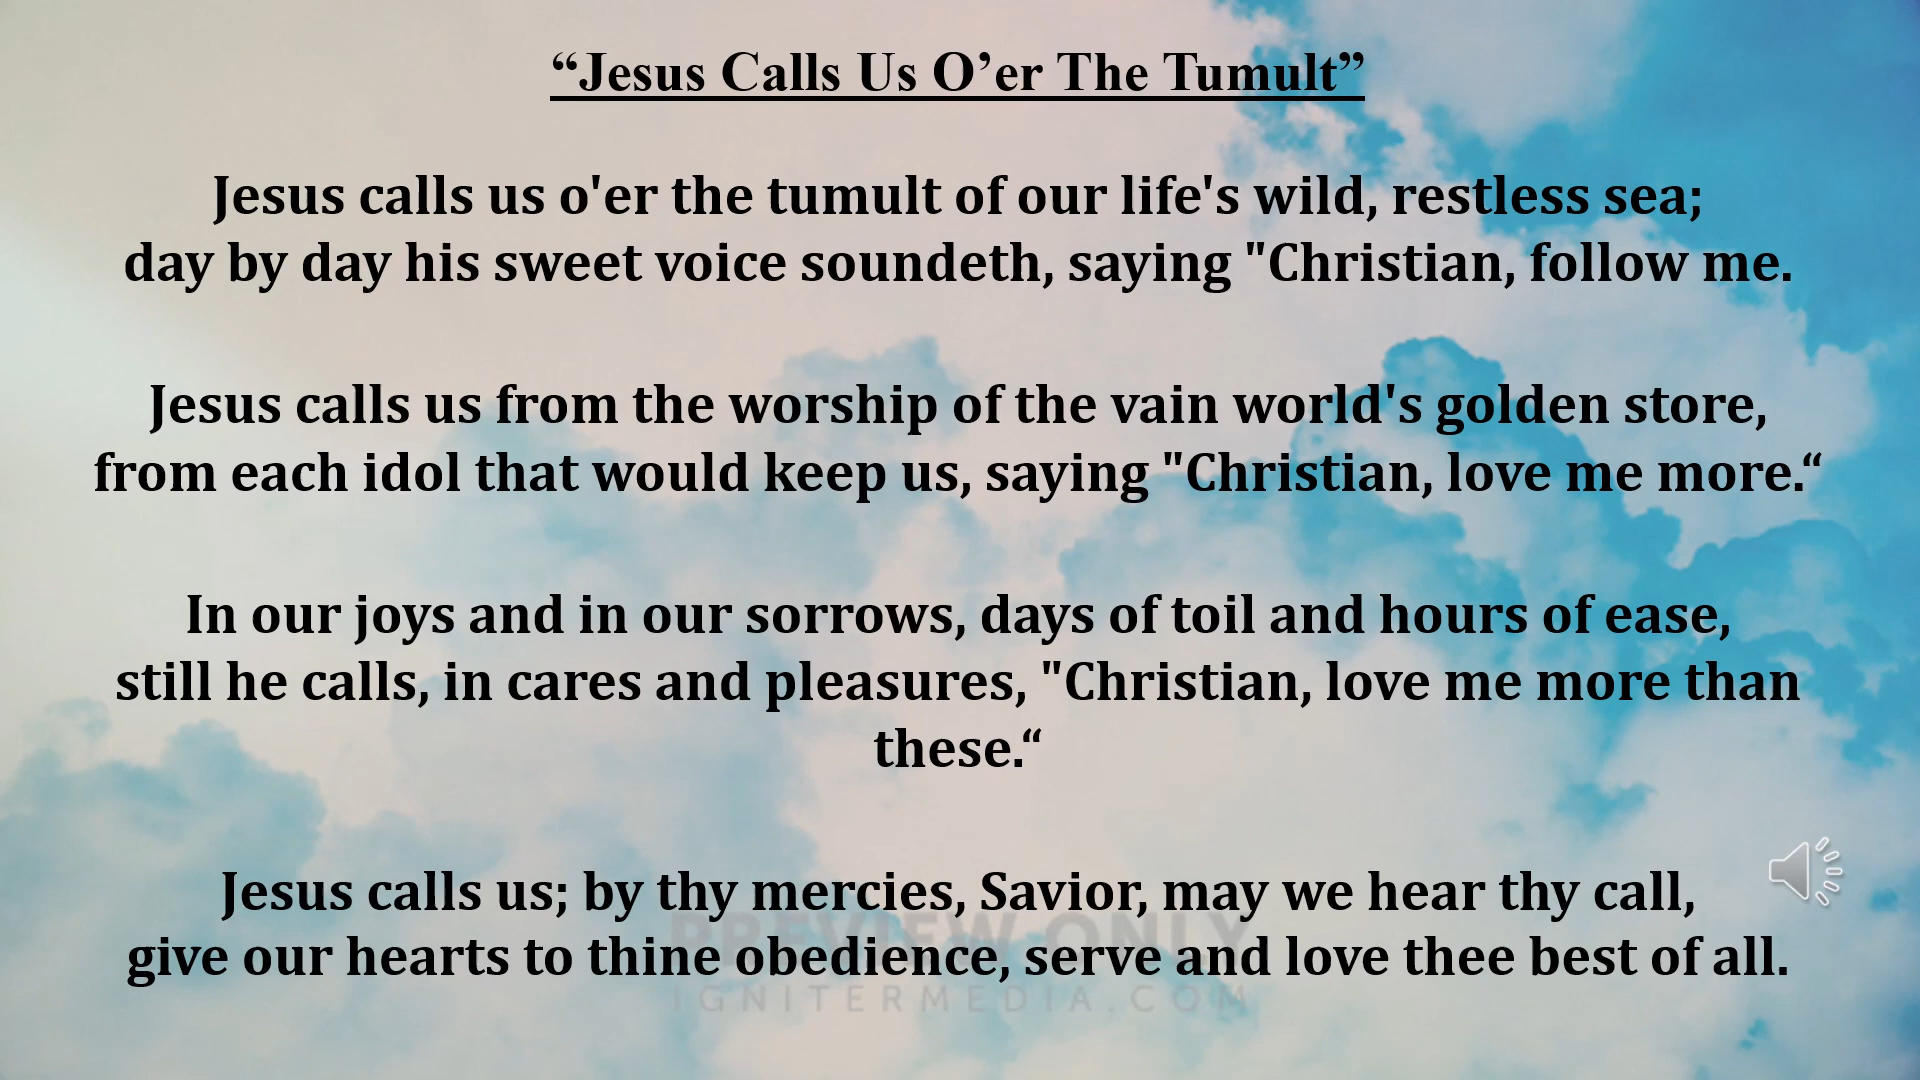 “Jesus Calls Us O’er The Tumult”
Jesus calls us o'er the tumult of our life's wild, restless sea;
day by day his sweet voice soundeth, saying "Christian, follow me.
Jesus calls us from the worship of the vain world's golden store,
from each idol that would keep us, saying "Christian, love me more.“
In our joys and in our sorrows, days of toil and hours of ease,
still he calls, in cares and pleasures, "Christian, love me more than
these.“
Jesus calls us; by thy mercies, Savior, may we hear thy call,
PREVIEW ONLY
give our hearts to thine obedience, serve and love thee best of all.
IGNITERMEDIA.COM